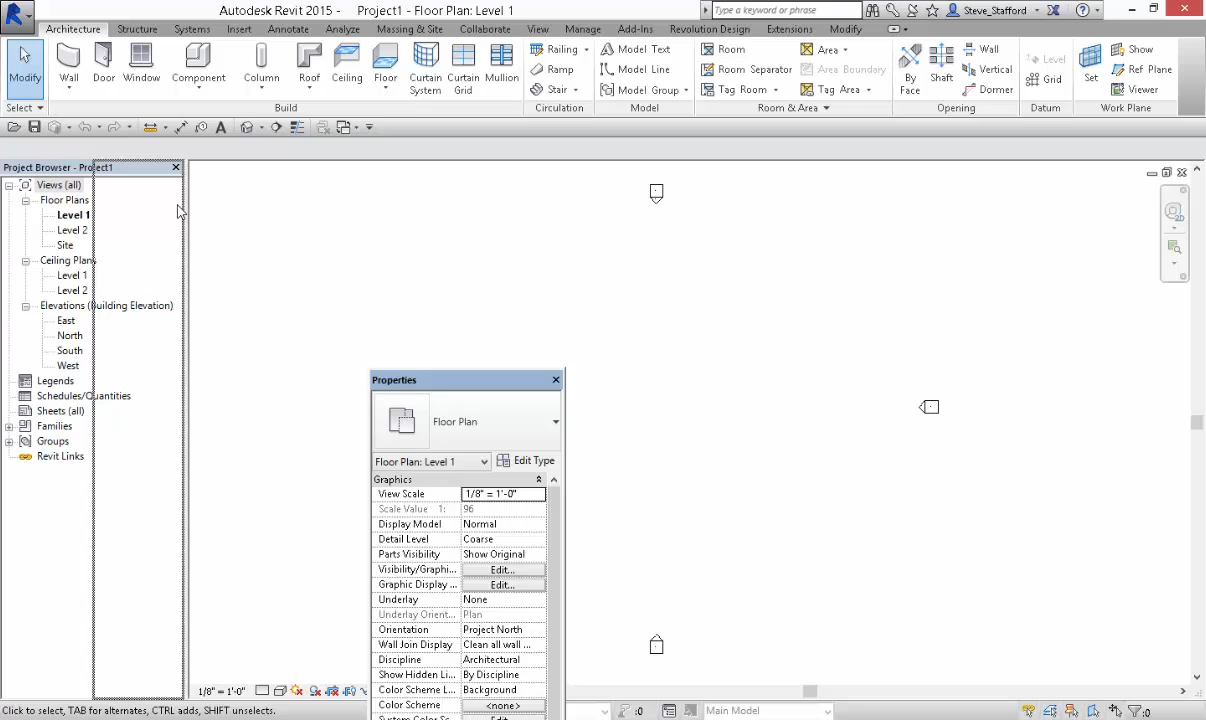 Autodesk Revit 2015 - Project1 - Floor Plan: Level 1
Type a keyword or phrase
Steve_Stafford
Architecture Structure Systems Insert Annotate Analyze Massing & Site Collaborate View Manage Add-Ins Revolution Design Extensions Modify
Modify Wall Door Window Component Column Roof Ceiling Floor Curtain System Curtain Grid Mullion
Railing Ramp Stair
Model Text Model Line Model Group
Room Room Separator Tag Room Area Area Boundary Tag Area
By Face Shaft Wall Vertical Dormer
Level Grid
Set Show Ref Plane Viewer
Select Build Circulation Model Room & Area Opening Datum Work Plane
Project Browser - Project1
Views (all)
Floor Plans
Level 1
Level 2
Site
Ceiling Plans
Level 1
Level 2
Elevations (Building Elevation)
East
North
South
West
Legends
Schedules/Quantities
Sheets (all)
Families
Groups
Revit Links
2D
Properties
Floor Plan
Floor Plan: Level 1 Edit Type
Graphics
View Scale 1/8" = 1'-0"
Scale Value 1: 96
Display Model Normal
Detail Level Coarse
Parts Visibility Show Original
Visibility/Graphi... Edit...
Graphic Display ... Edit...
Underlay None
Underlay Orient... Plan
Orientation Project North
Wall Join Display Clean all wall ...
Discipline Architectural
Show Hidden Li... By Discipline
Color Scheme L... Background
Color Scheme <none>
1/8" = 1'-0"
Click to select, TAB for alternates, CTRL adds, SHIFT unselects.
:0 Main Model :0